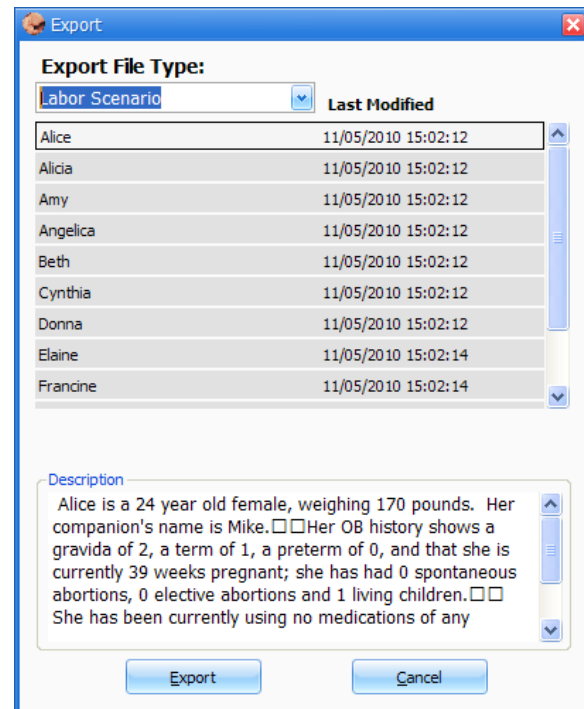 Export
Export File Type:
Labor Scenario
Last Modified
Alice 11/05/2010 15:02:12
Alicia 11/05/2010 15:02:12
Amy 11/05/2010 15:02:12
Angelica 11/05/2010 15:02:12
Beth 11/05/2010 15:02:12
Cynthia 11/05/2010 15:02:12
Donna 11/05/2010 15:02:12
Elaine 11/05/2010 15:02:14
Francine 11/05/2010 15:02:14
Description
Alice is a 24 year old female, weighing 170 pounds. Her
companion's name is Mike.□□Her OB history shows a
gravida of 2, a term of 1, a preterm of 0, and that she is
currently 39 weeks pregnant; she has had 0 spontaneous
abortions, 0 elective abortions and 1 living children.□□
She has been currently using no medications of any
Export
Cancel